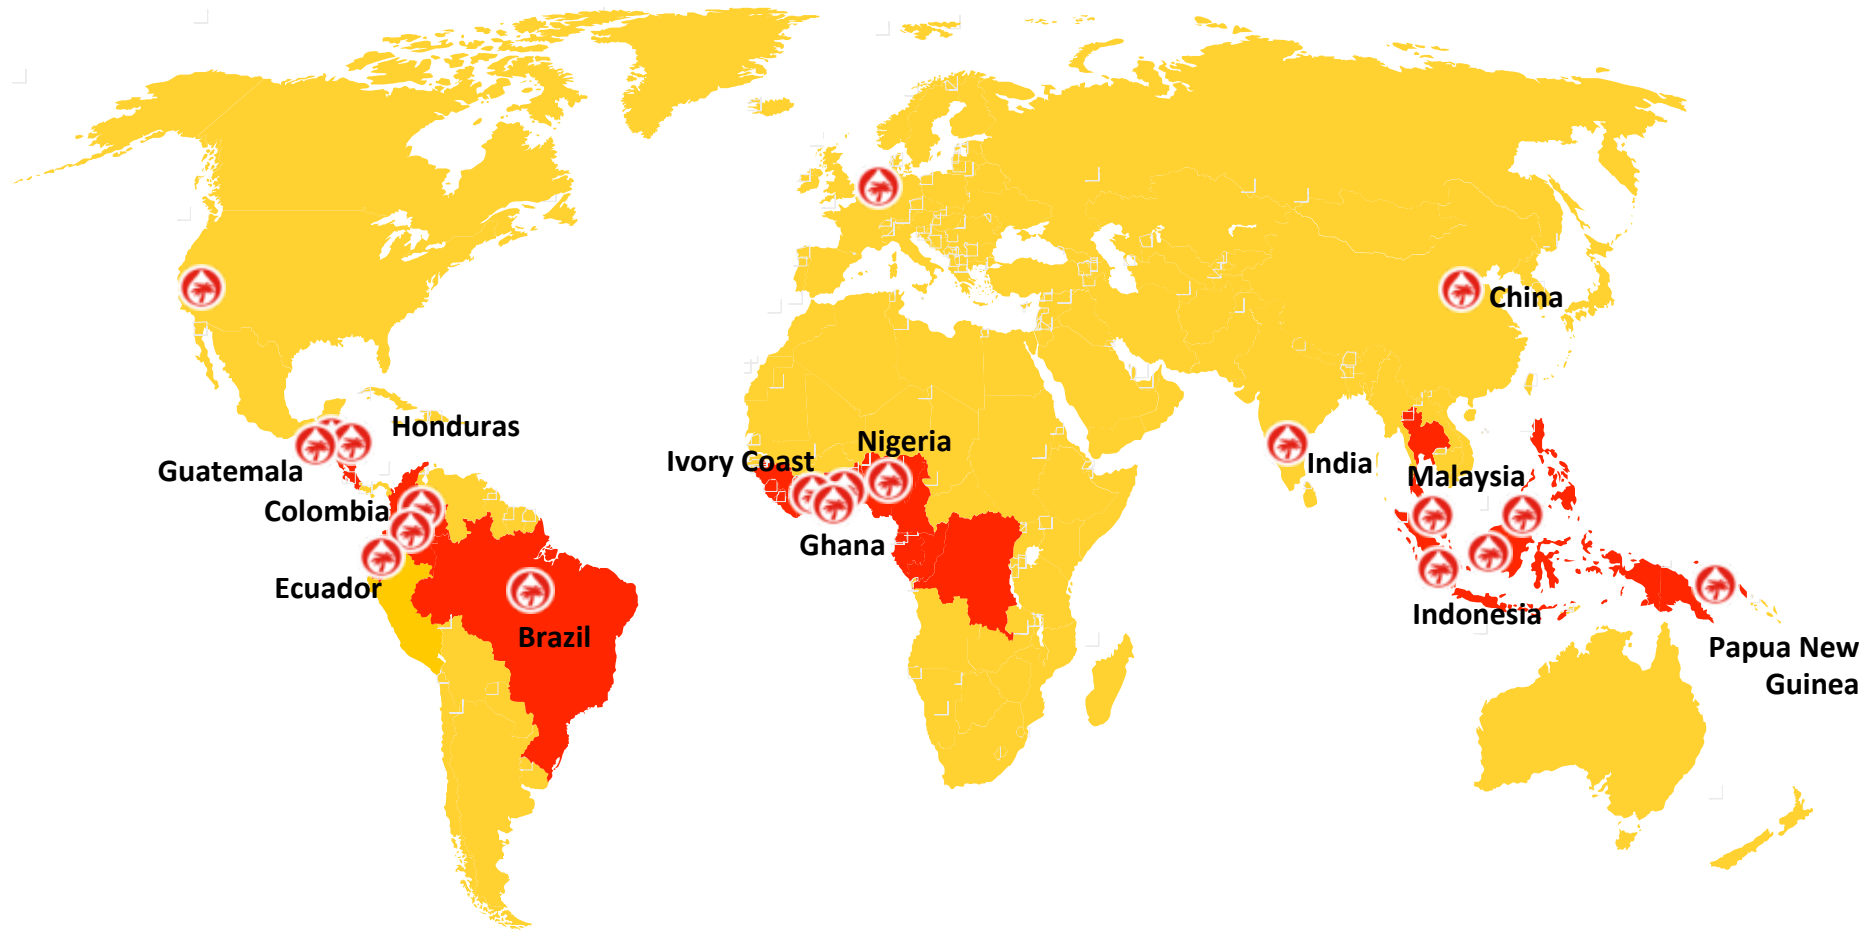 China
Honduras
Nigeria
Ivory Coast
India
Guatemala
Malaysia
Colombia
Ghana
Ecuador
Indonesia
Brazil
Papua New
Guinea